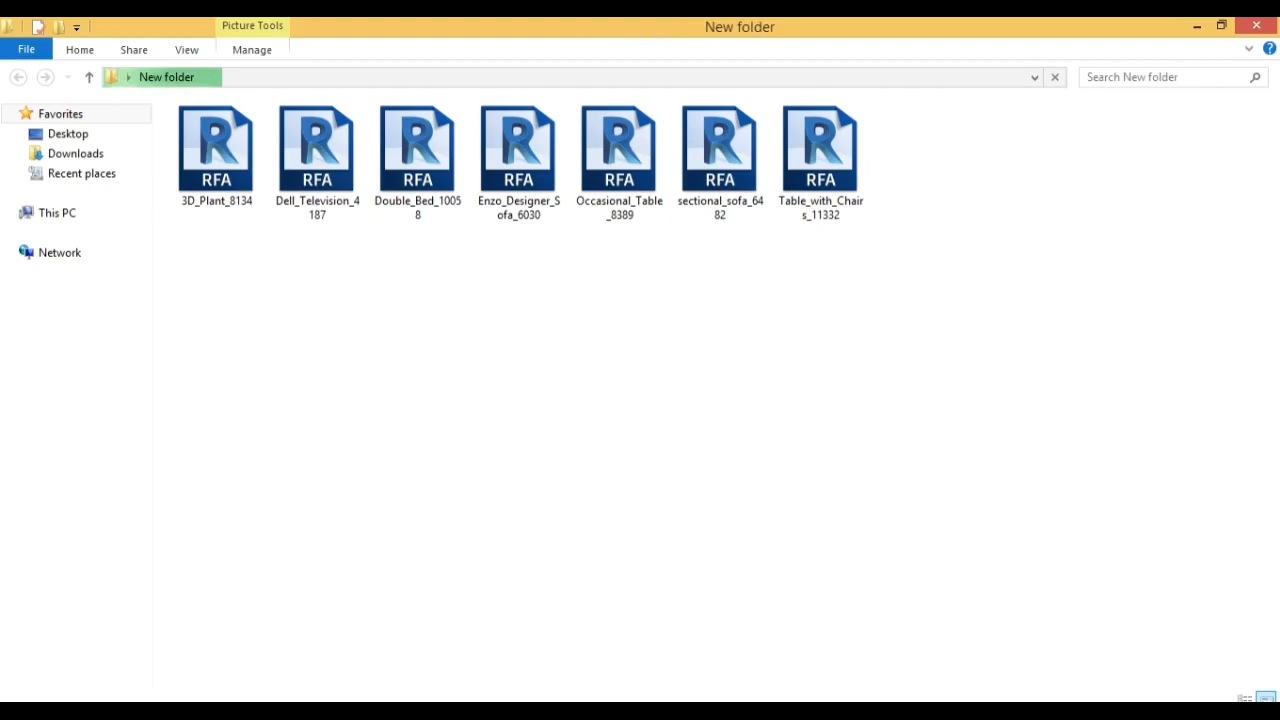 Picture Tools
New folder
File
Home
Share
View
Manage
New folder
Search New folder
Favorites
Desktop
Downloads
Recent places
This PC
Network
R
RFA
3D_Plant_8134
R
RFA
Dell_Television_4
187
R
RFA
Double_Bed_1005
8
R
RFA
Enzo_Designer_S
ofa_6030
R
RFA
Occasional_Table
_8389
R
RFA
sectional_sofa_64
82
R
RFA
Table_with_Chair
s_11332